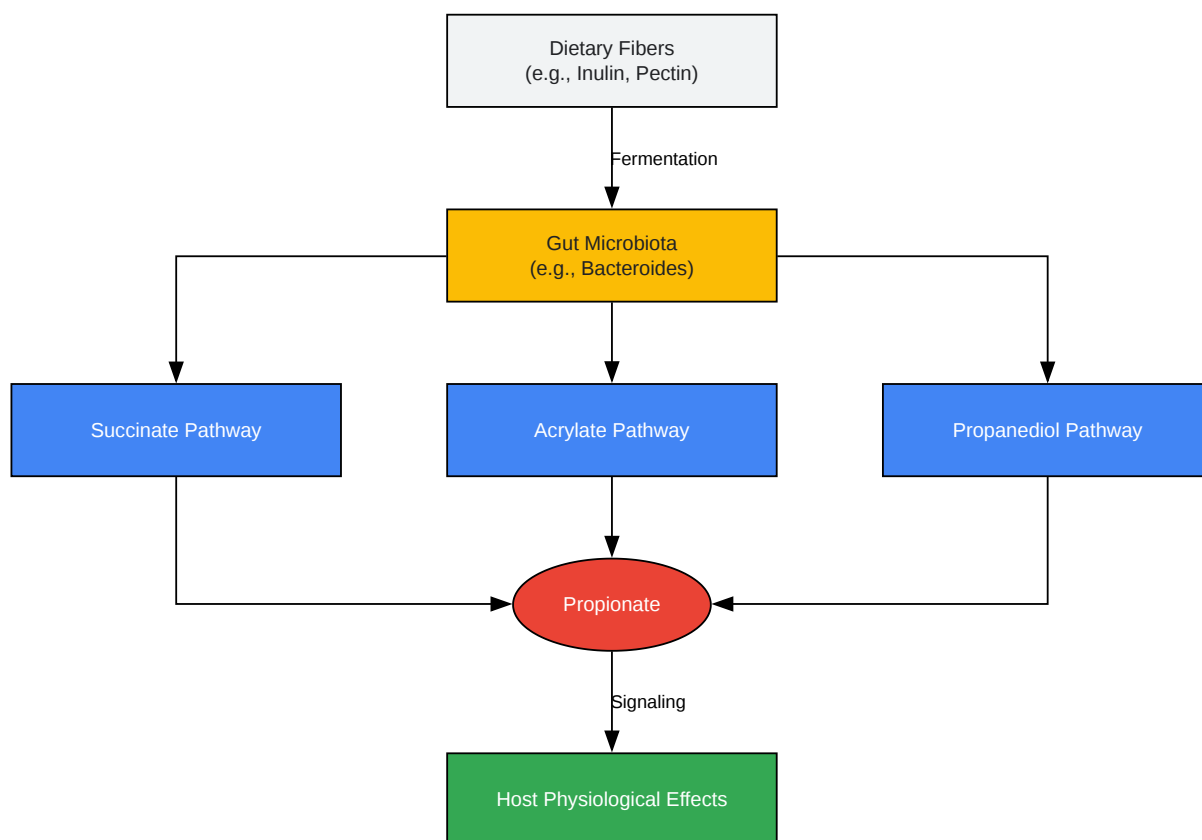 Dietary Fibers
(e.g., Inulin, Pectin)
Fermentation
Gut Microbiota
(e.g., Bacteroides)
Succinate Pathway
Acrylate Pathway
Propanediol Pathway
Propionate
Signaling
Host Physiological Effects